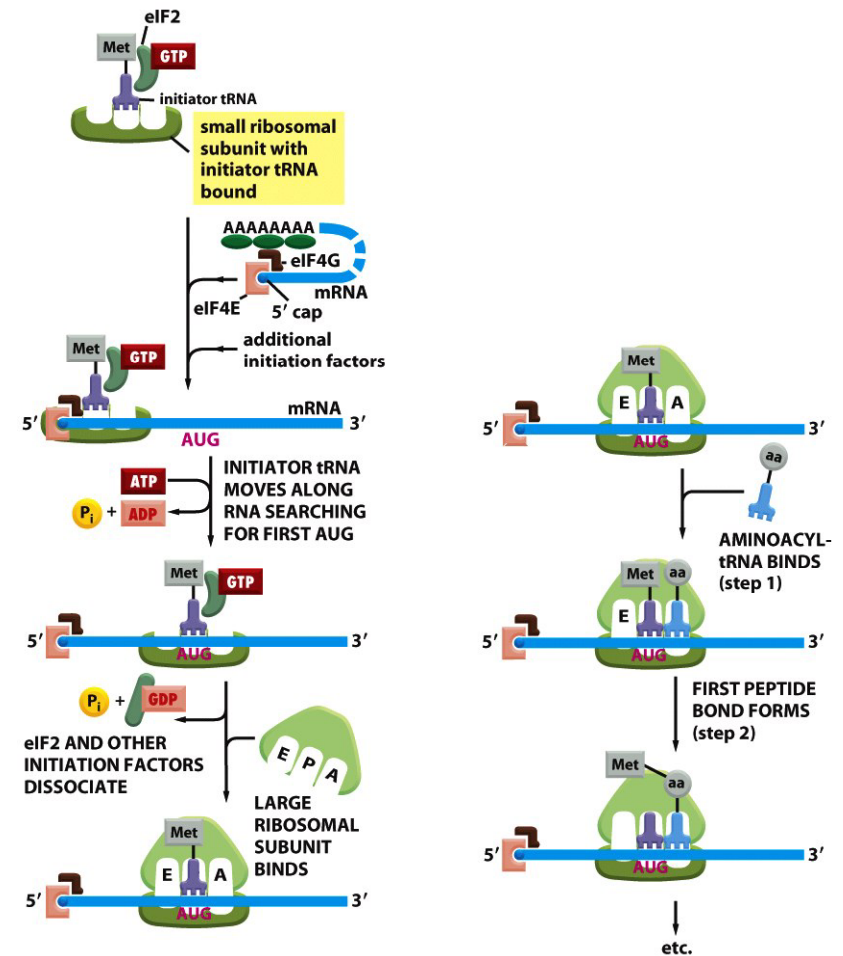 eIF2
Met
GTP
initiator tRNA
small ribosomal
subunit with
initiator tRNA
bound
AAAAAAAA
eIF4G
mRNA
eIF4E
5′ cap
additional
initiation factors
Met
GTP
5′
mRNA
3′
AUG
ATP
Pi + ADP
INITIATOR tRNA
MOVES ALONG
RNA SEARCHING
FOR FIRST AUG
Met
GTP
5′
3′
AUG
Pi + GDP
eIF2 AND OTHER
INITIATION FACTORS
DISSOCIATE
E P A
LARGE
RIBOSOMAL
SUBUNIT
BINDS
Met
E A
5′
3′
AUG
Met
E A
5′
3′
AUG
aa
AMINOACYL-
tRNA BINDS
(step 1)
Met aa
E
5′
3′
AUG
FIRST PEPTIDE
BOND FORMS
(step 2)
Met
aa
5′
3′
AUG
etc.